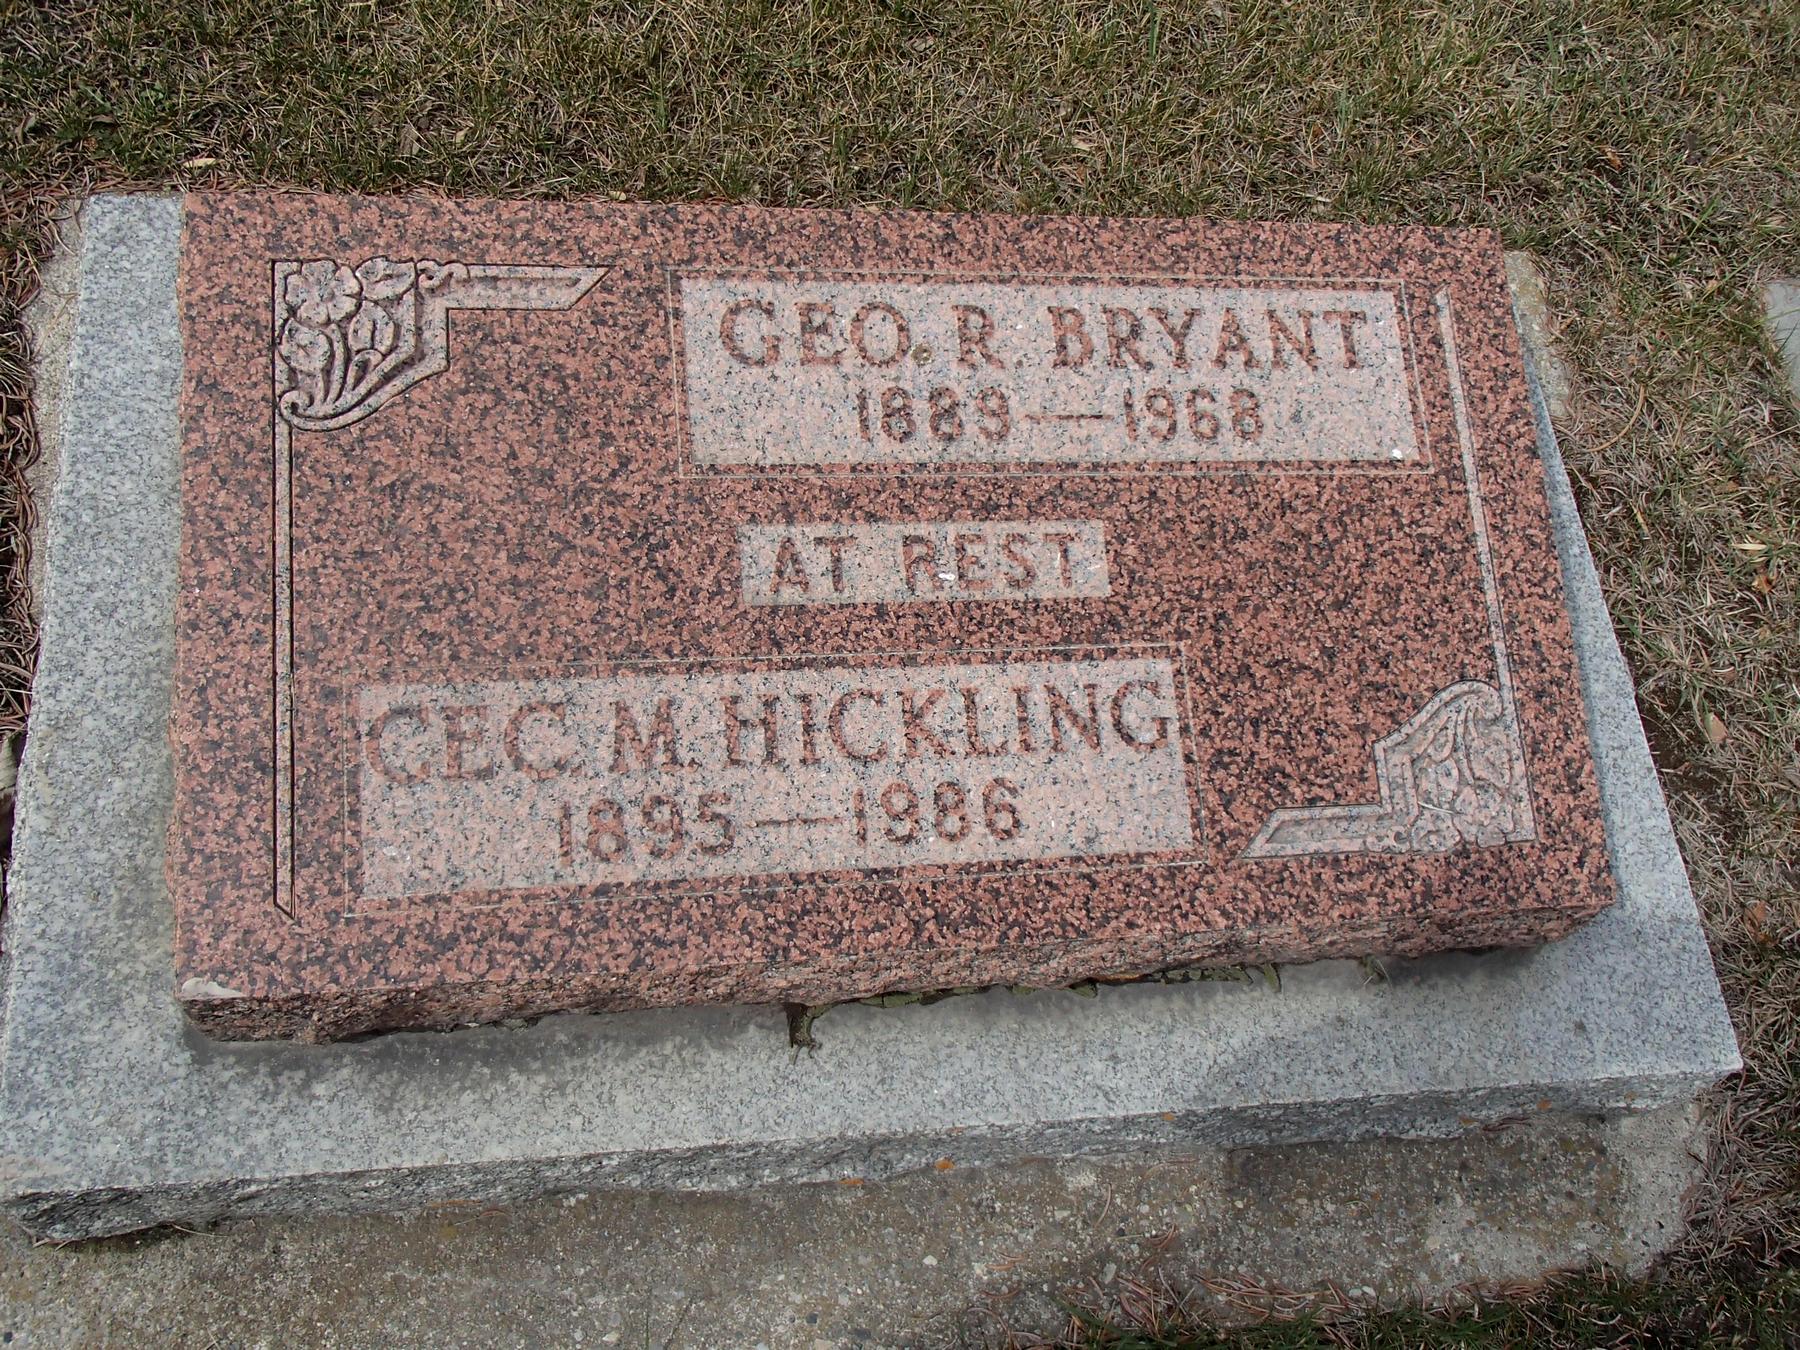 GEO. R. BRYANT
1889—1968
AT REST
CEC. M. HICKLING
1895—1986